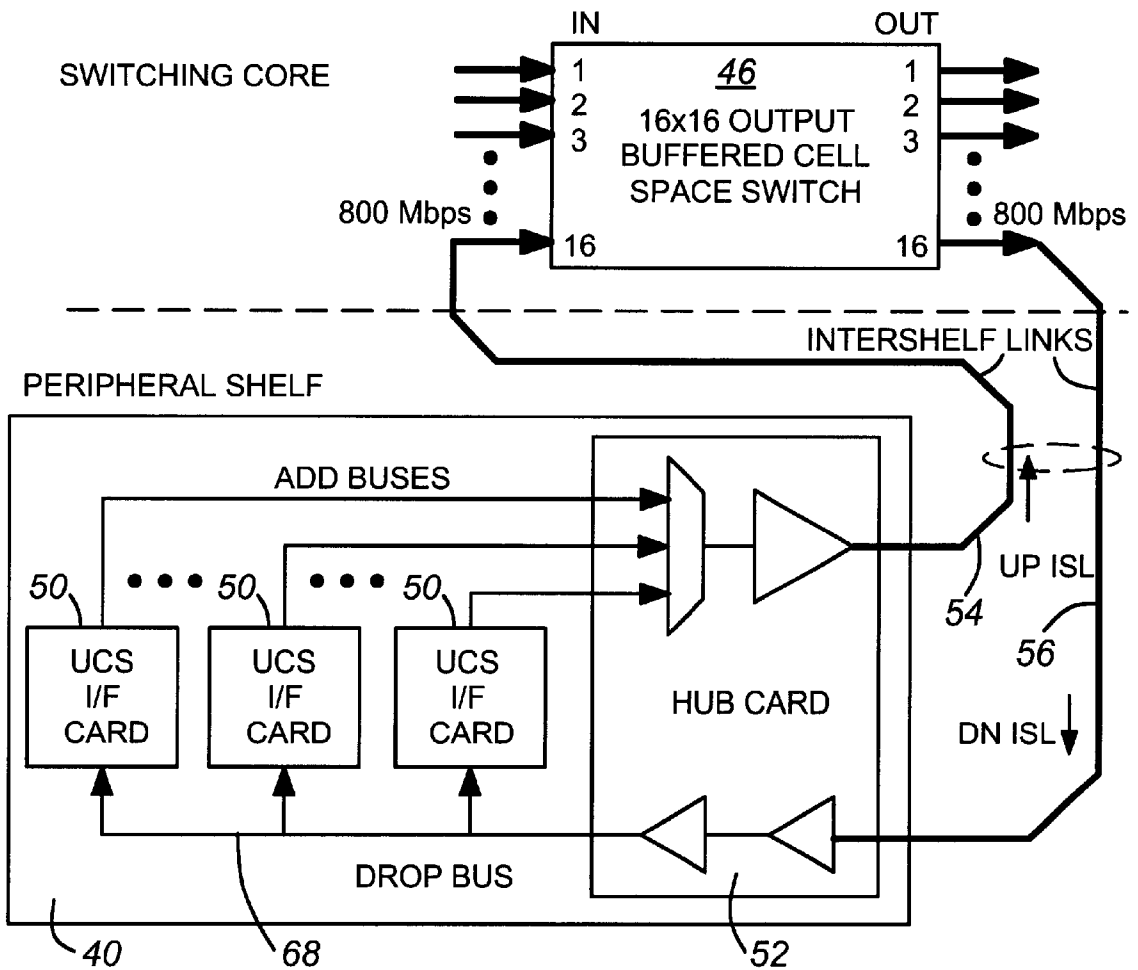 IN
OUT
SWITCHING CORE
46
16x16 OUTPUT
BUFFERED CELL
SPACE SWITCH
1
2
3
16
1
2
3
16
800 Mbps
800 Mbps
INTERSHELF LINKS
PERIPHERAL SHELF
ADD BUSES
50
50
50
UCS
I/F
CARD
UCS
I/F
CARD
UCS
I/F
CARD
HUB CARD
UP ISL
54
56
DN ISL
DROP BUS
40
68
52